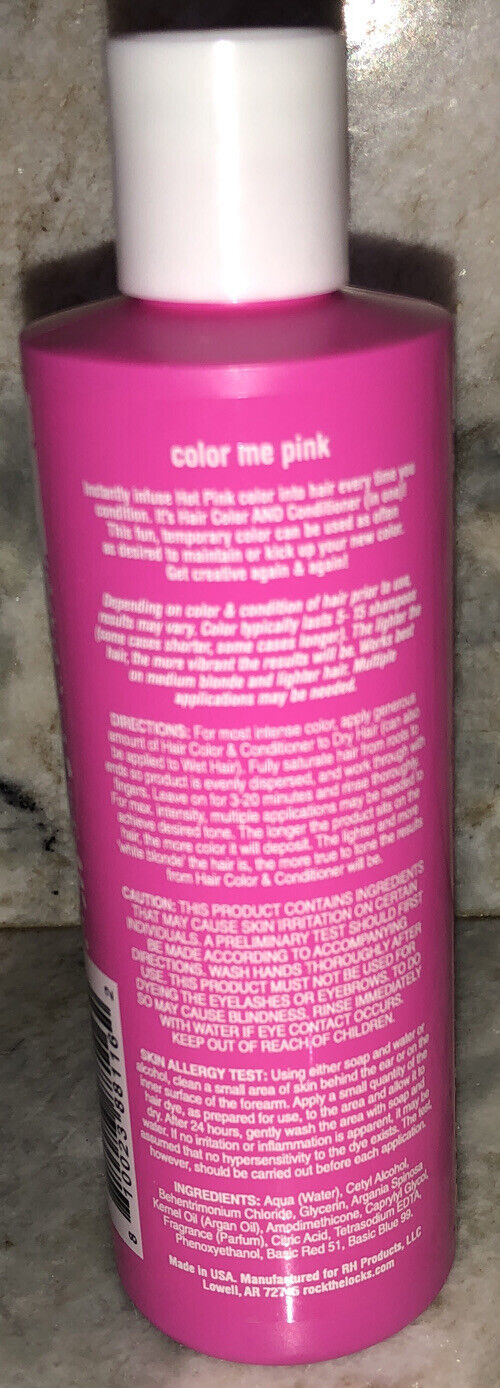 color me pink
Instantly infuse Hot Pink color into hair every time you
condition. It's Hair Color AND Conditioner (in one)!
This fun, temporary color can be used as often
as desired to maintain or kick up your new color.
Get creative again & again!
Depending on color & condition of hair prior to use,
results may vary. Color typically lasts 5-15 shampoos
(some cases shorter, some cases longer). The lighter the
hair, the more vibrant the results will be. Works best
on medium blonde and lighter hair. Multiple
applications may be needed.
DIRECTIONS: For most intense color, apply generous
amount of Hair Color & Conditioner to Dry Hair (can also
be applied to Wet Hair). Fully saturate hair from roots to
ends so product is evenly dispersed, and work through with
fingers. Leave on for 3-20 minutes and rinse thoroughly.
For max. intensity, multiple applications may be needed to
achieve desired tone. The longer the product sits on the
hair, the more color it will deposit. The lighter and more
'white blonde' the hair is, the more true to tone the results
from Hair Color & Conditioner will be.
CAUTION: THIS PRODUCT CONTAINS INGREDIENTS
THAT MAY CAUSE SKIN IRRITATION ON CERTAIN
INDIVIDUALS. A PRELIMINARY TEST SHOULD FIRST
BE MADE ACCORDING TO ACCOMPANYING
DIRECTIONS. WASH HANDS THOROUGHLY AFTER
USE. THIS PRODUCT MUST NOT BE USED FOR
DYEING THE EYELASHES OR EYEBROWS. TO DO
SO MAY CAUSE BLINDNESS. RINSE IMMEDIATELY
WITH WATER IF EYE CONTACT OCCURS.
KEEP OUT OF REACH OF CHILDREN.
SKIN ALLERGY TEST: Using either soap and water or
alcohol, clean a small area of skin behind the ear or on the
inner surface of the forearm. Apply a small quantity of the
hair dye, as prepared for use, to the area and allow it to
dry. After 24 hours, gently wash the area with soap and
water. If no irritation or inflammation is apparent, it may be
assumed that no hypersensitivity to the dye exists. The test,
however, should be carried out before each application.
INGREDIENTS: Aqua (Water), Cetyl Alcohol,
Behentrimonium Chloride, Glycerin, Argania Spinosa
Kernel Oil (Argan Oil), Amodimethicone, Caprylyl Glycol,
Fragrance (Parfum), Citric Acid, Tetrasodium EDTA,
Phenoxyethanol, Basic Red 51, Basic Blue 99.
Made in USA. Manufactured for RH Products, LLC
Lowell, AR 72745 rockthelocks.com
8 10023 88116 2